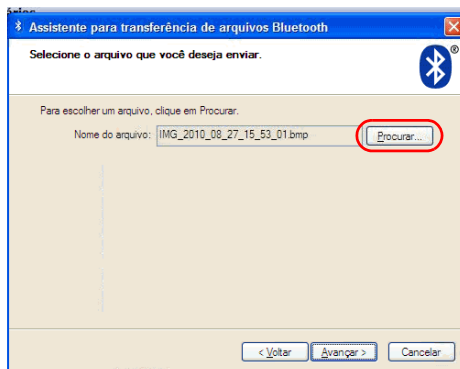 Assistente para transferência de arquivos Bluetooth
Selecione o arquivo que você deseja enviar.
®
Para escolher um arquivo, clique em Procurar.
Nome do arquivo: IMG_2010_08_27_15_53_01.bmp Procurar...
< Voltar Avançar > Cancelar